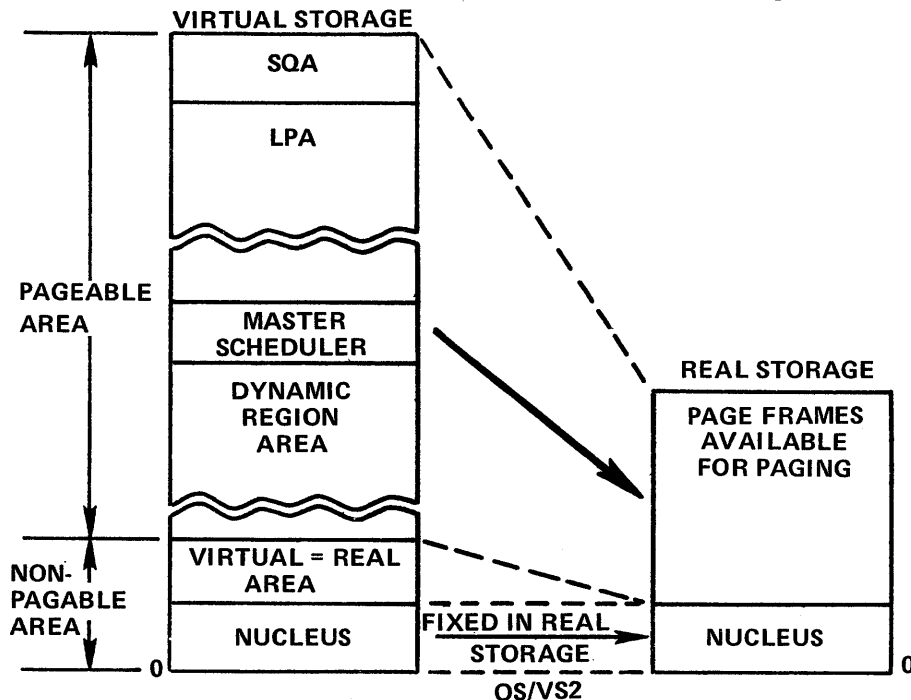 VIRTUAL STORAGE
SQA
LPA
PAGEABLE
AREA
MASTER
SCHEDULER
DYNAMIC
REGION
AREA
REAL STORAGE
PAGE FRAMES
AVAILABLE
FOR PAGING
NON-
PAGABLE
AREA
VIRTUAL = REAL
AREA
NUCLEUS
0
FIXED IN REAL
STORAGE
NUCLEUS
0
OS/VS2